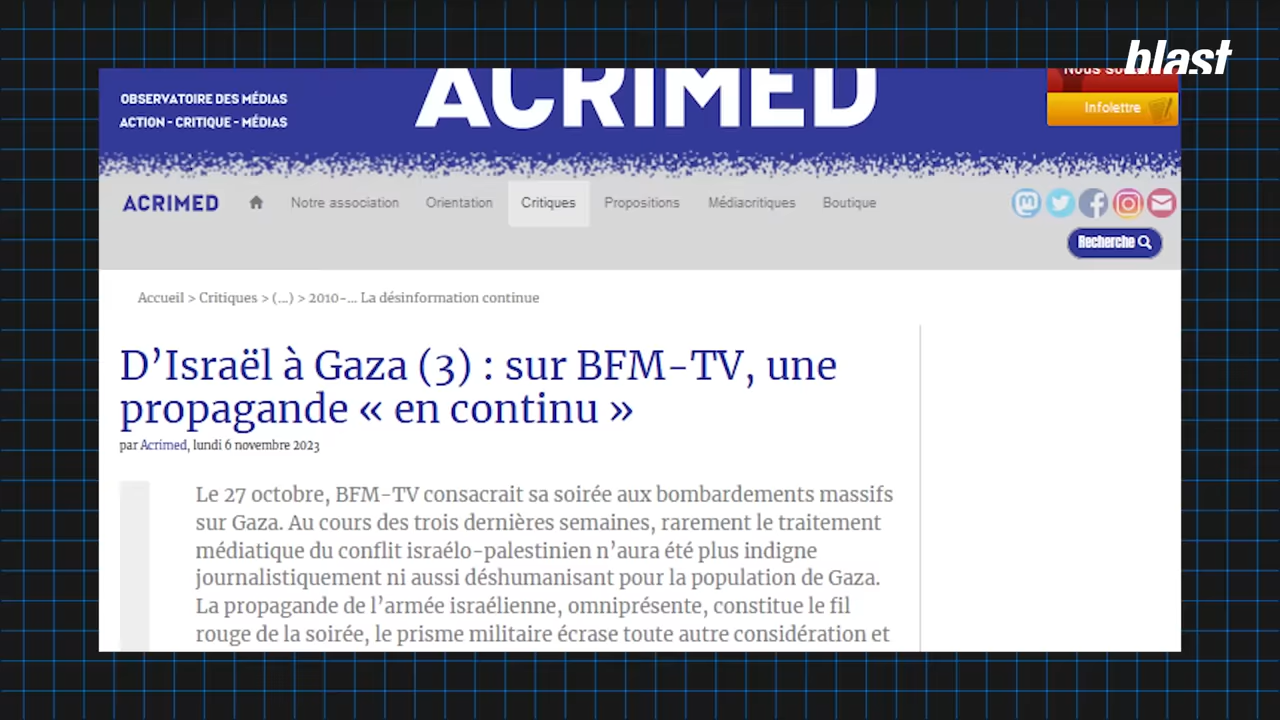 blast
OBSERVATOIRE DES MÉDIAS
ACTION - CRITIQUE - MÉDIAS
ACRIMED
Infolettre
ACRIMED
Notre association
Orientation
Critiques
Propositions
Médiacritiques
Boutique
Recherche
Accueil > Critiques > (...) > 2010-... La désinformation continue
D’Israël à Gaza (3) : sur BFM-TV, une
propagande « en continu »
par Acrimed, lundi 6 novembre 2023
Le 27 octobre, BFM-TV consacrait sa soirée aux bombardements massifs
sur Gaza. Au cours des trois dernières semaines, rarement le traitement
médiatique du conflit israélo-palestinien n’aura été plus indigne
journalistiquement ni aussi déshumanisant pour la population de Gaza.
La propagande de l’armée israélienne, omniprésente, constitue le fil
rouge de la soirée, le prisme militaire écrase toute autre considération et